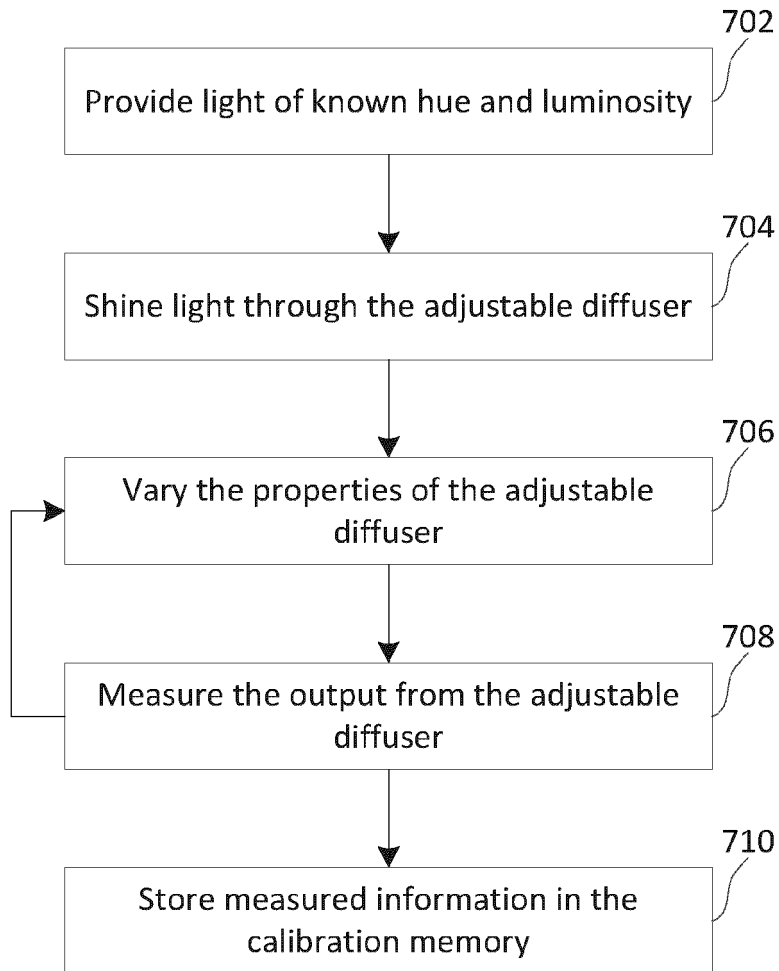 702
Provide light of known hue and luminosity
704
Shine light through the adjustable diffuser
706
Vary the properties of the adjustable
diffuser
708
Measure the output from the adjustable
diffuser
710
Store measured information in the
calibration memory